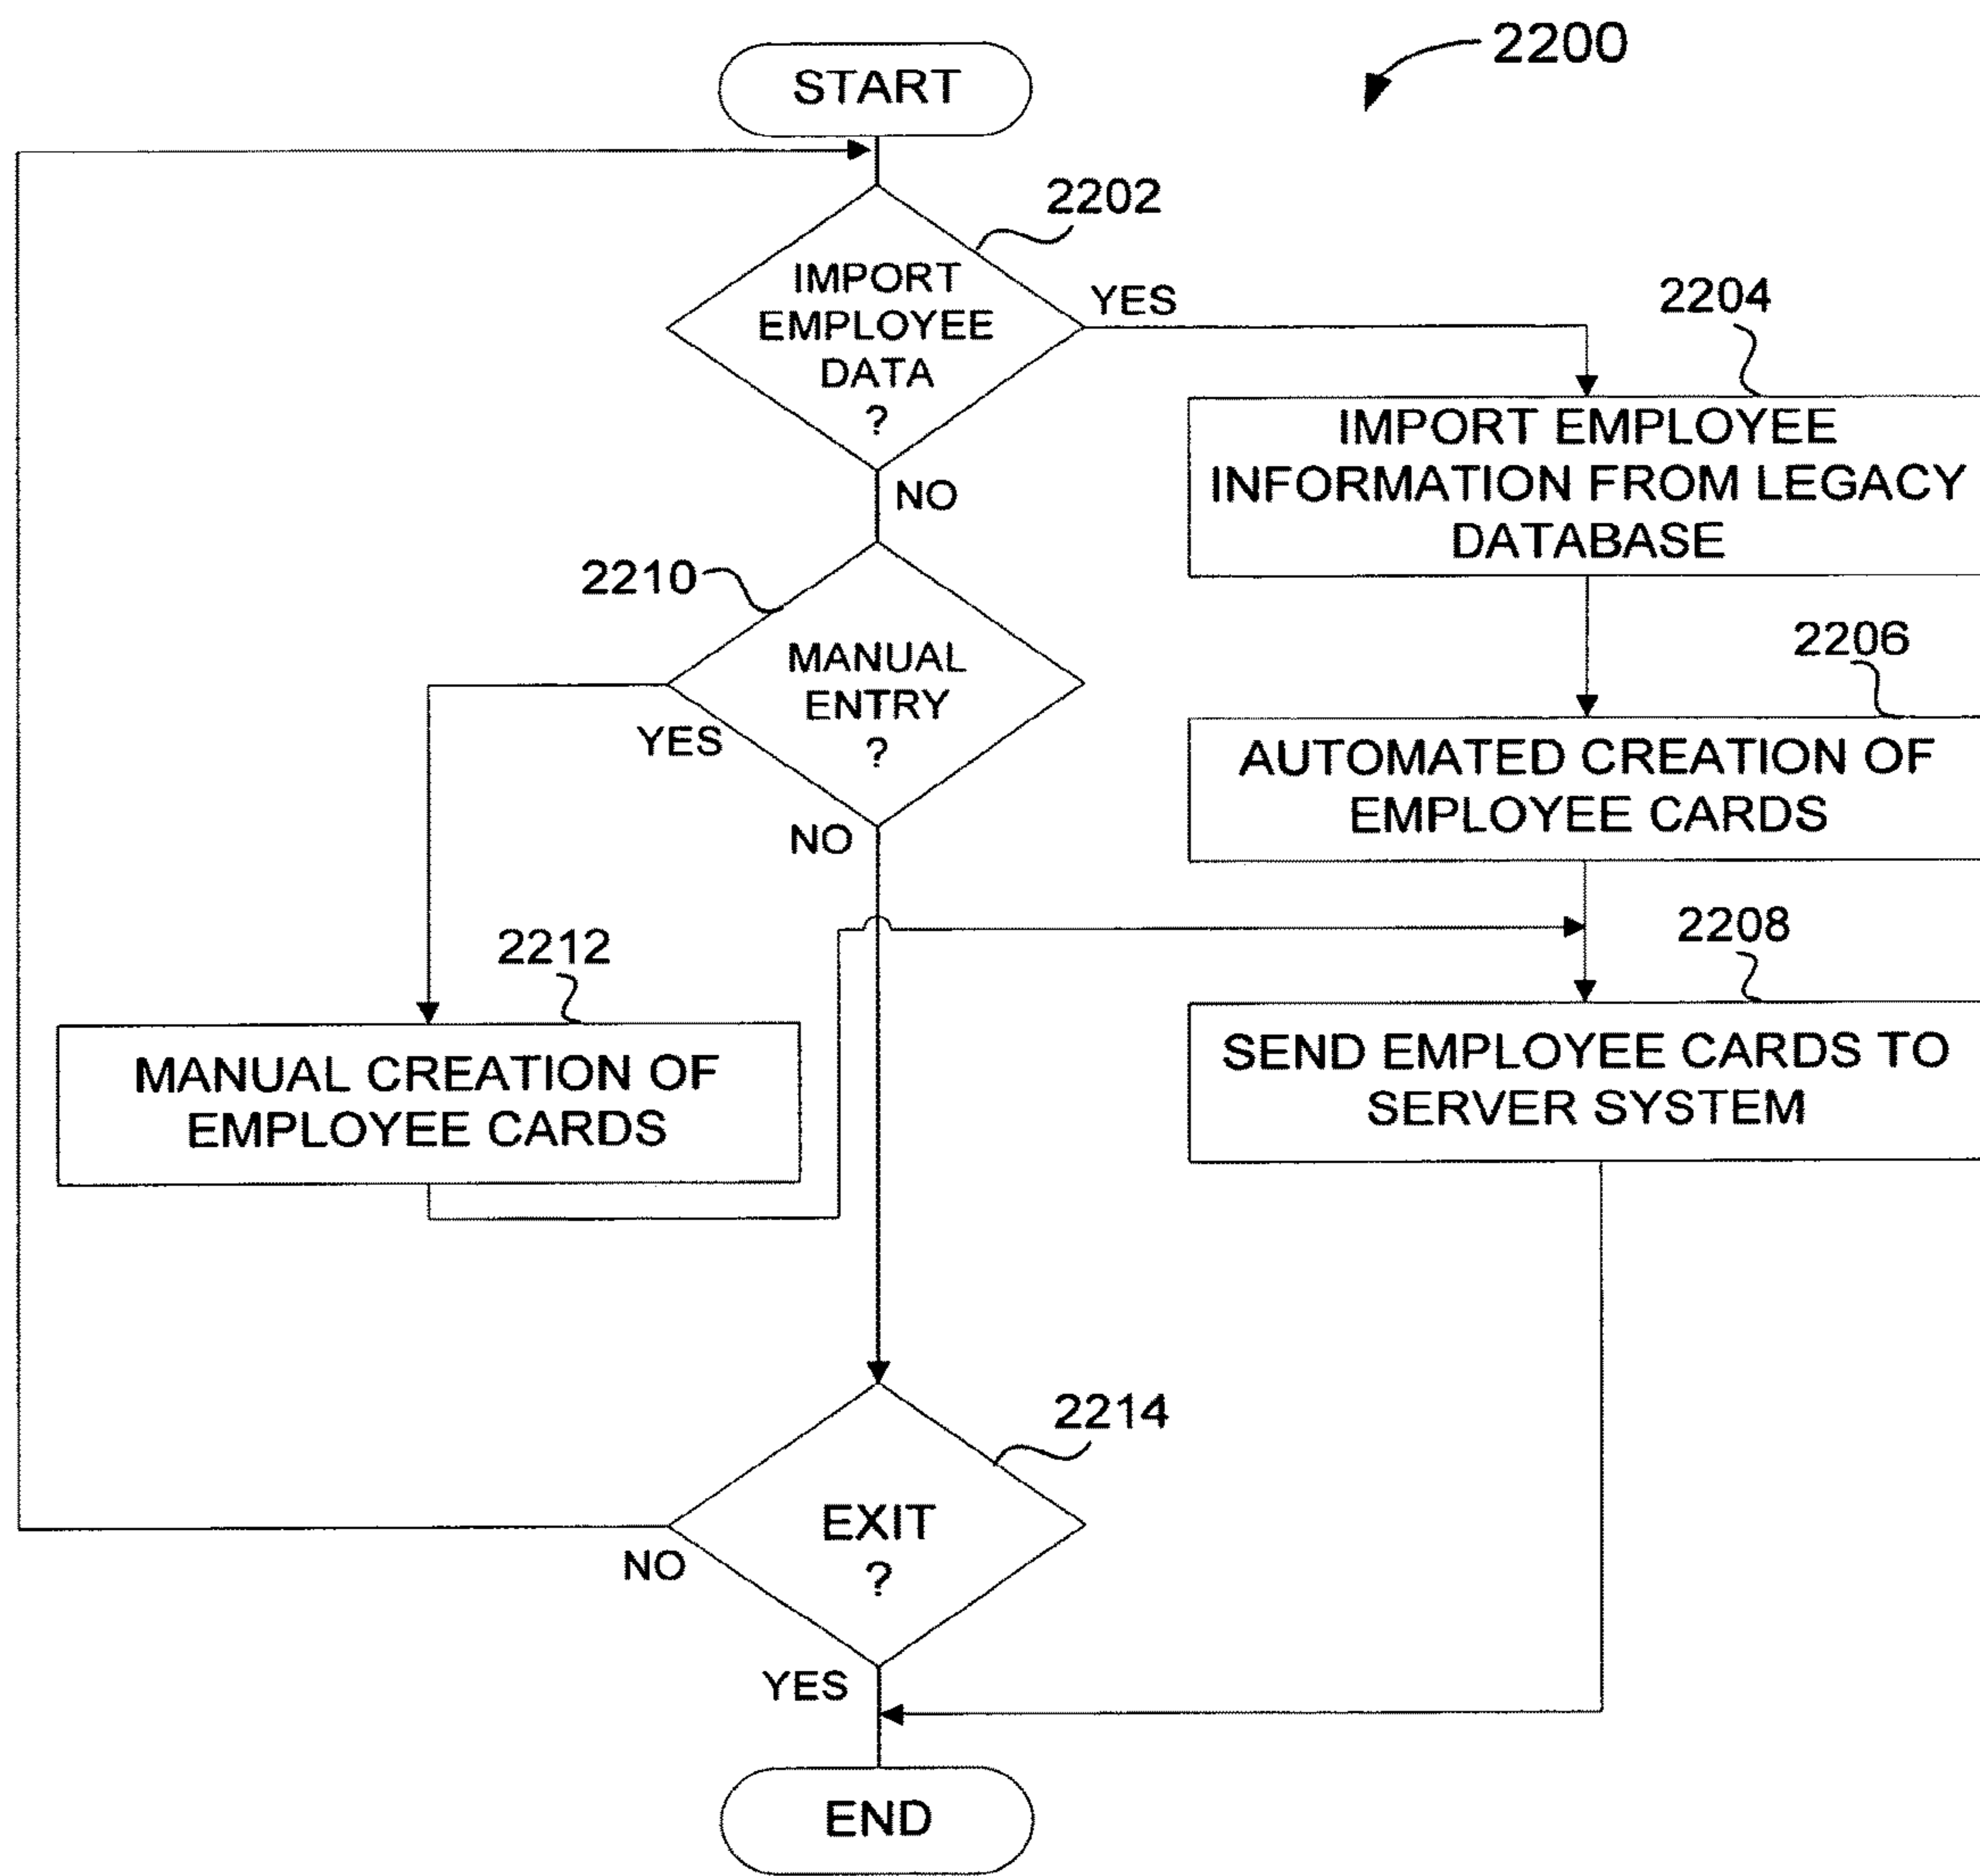 2200
START
2202
IMPORT
EMPLOYEE
DATA
?
YES
NO
2204
IMPORT EMPLOYEE
INFORMATION FROM LEGACY
DATABASE
2210
MANUAL
ENTRY
?
YES
NO
2206
AUTOMATED CREATION OF
EMPLOYEE CARDS
2212
MANUAL CREATION OF
EMPLOYEE CARDS
2208
SEND EMPLOYEE CARDS TO
SERVER SYSTEM
2214
EXIT
?
NO
YES
END